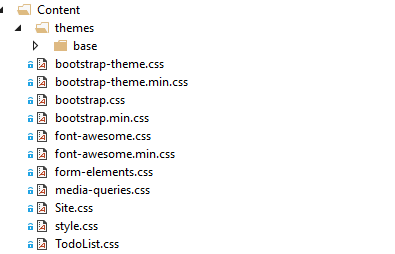 Content
themes
base
bootstrap-theme.css
bootstrap-theme.min.css
bootstrap.css
bootstrap.min.css
font-awesome.css
font-awesome.min.css
form-elements.css
media-queries.css
Site.css
style.css
TodoList.css